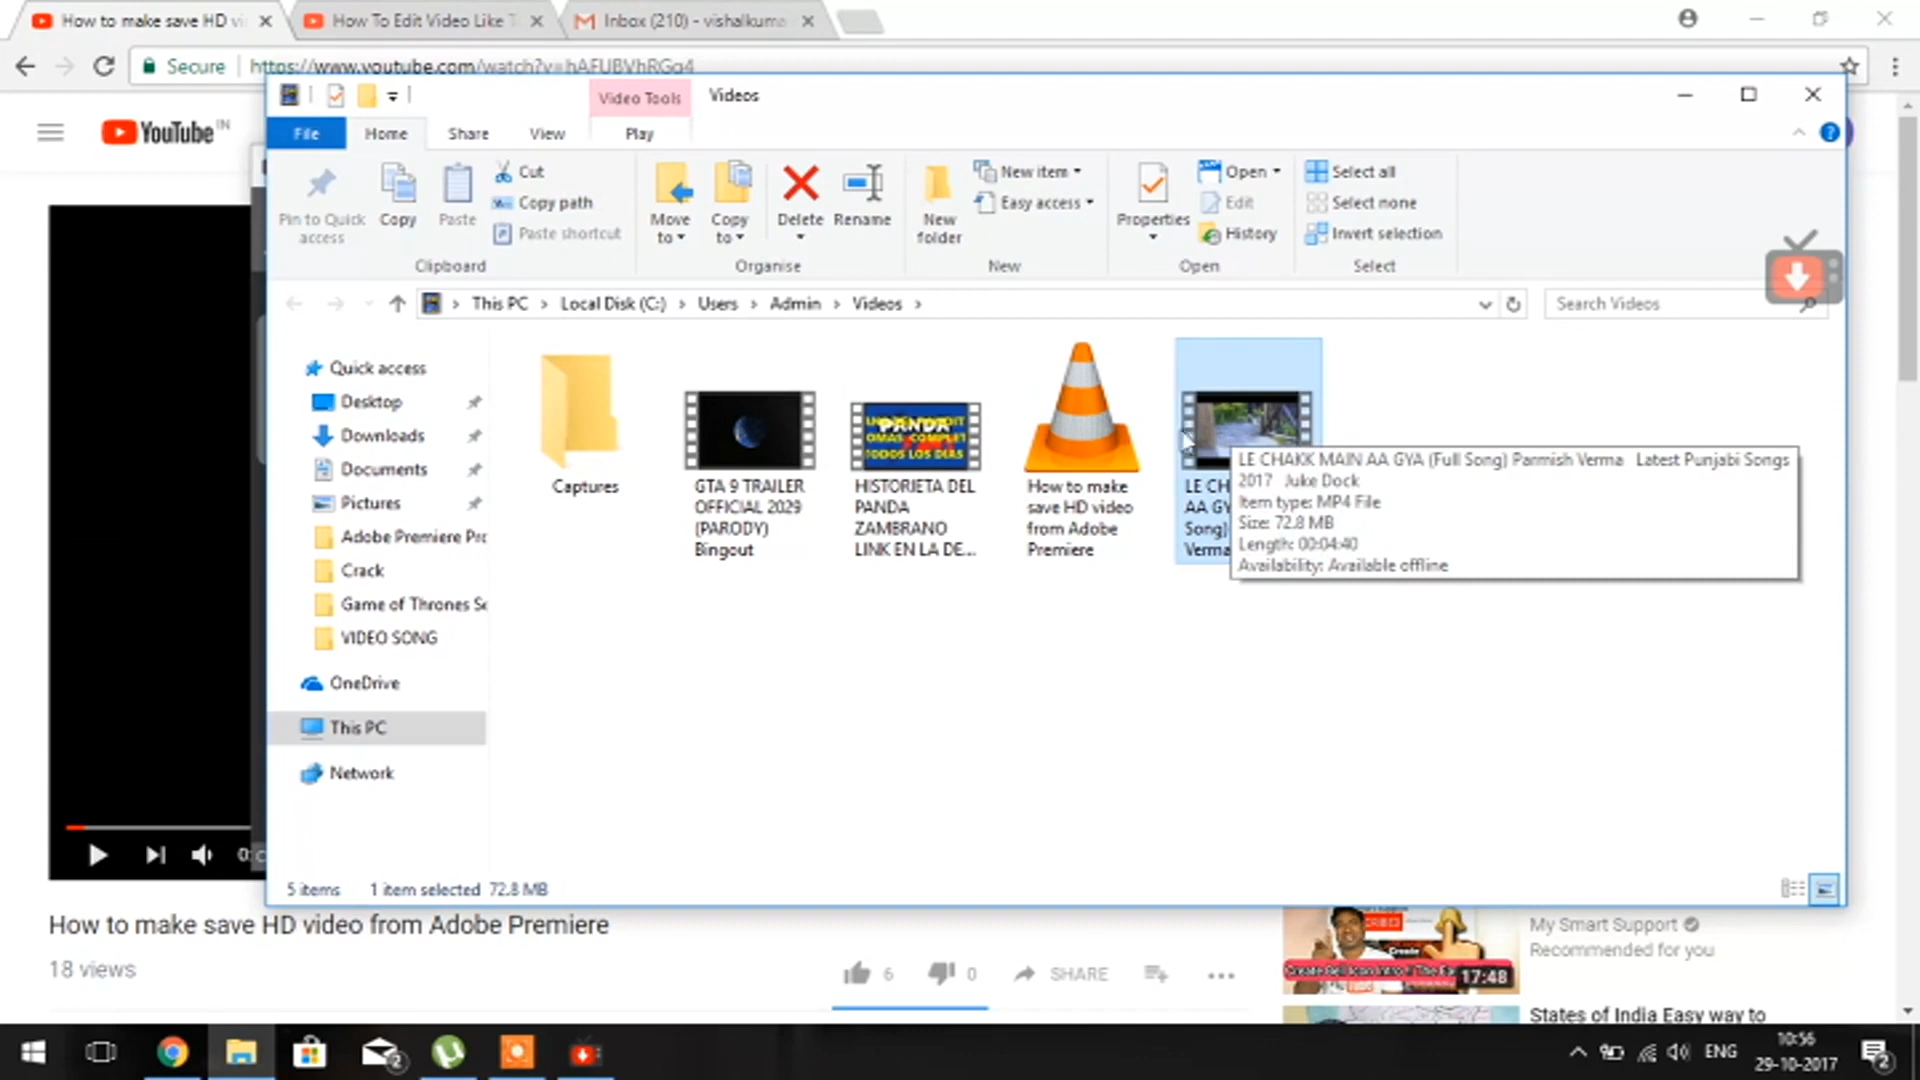 How to make save HD vi
How To Edit Video Like T
Inbox (210) - vishalkuma
Secure
https://www.youtube.com/watch?v=hAFUBVhRGg4
YouTube IN
Video Tools
Videos
File
Home
Share
View
Play
Pin to Quick access
Copy
Paste
Cut
Copy path
Paste shortcut
Clipboard
Move to
Copy to
Delete
Rename
Organise
New folder
New item
Easy access
New
Properties
Open
Edit
History
Open
Select all
Select none
Invert selection
Select
This PC > Local Disk (C:) > Users > Admin > Videos >
Search Videos
Quick access
Desktop
Downloads
Documents
Pictures
Adobe Premiere Pro
Crack
Game of Thrones Se
VIDEO SONG
OneDrive
This PC
Network
Captures
GTA 9 TRAILER
OFFICIAL 2029
(PARODY)
Bingout
PANDA
TODOS LOS DIAS
HISTORIETA DEL
PANDA
ZAMBRANO
LINK EN LA DE...
How to make
save HD video
from Adobe
Premiere
LE CH
AA GY
Song)
Verma
LE CHAKK MAIN AA GYA (Full Song) Parmish Verma Latest Punjabi Songs
2017 Juke Dock
Item type: MP4 File
Size: 72.8 MB
Length: 00:04:40
Availability: Available offline
5 items 1 item selected 72.8 MB
How to make save HD video from Adobe Premiere
18 views
6
0
SHARE
17:48
My Smart Support
Recommended for you
States of India Easy way to
2
ENG
10:56
29-10-2017
2